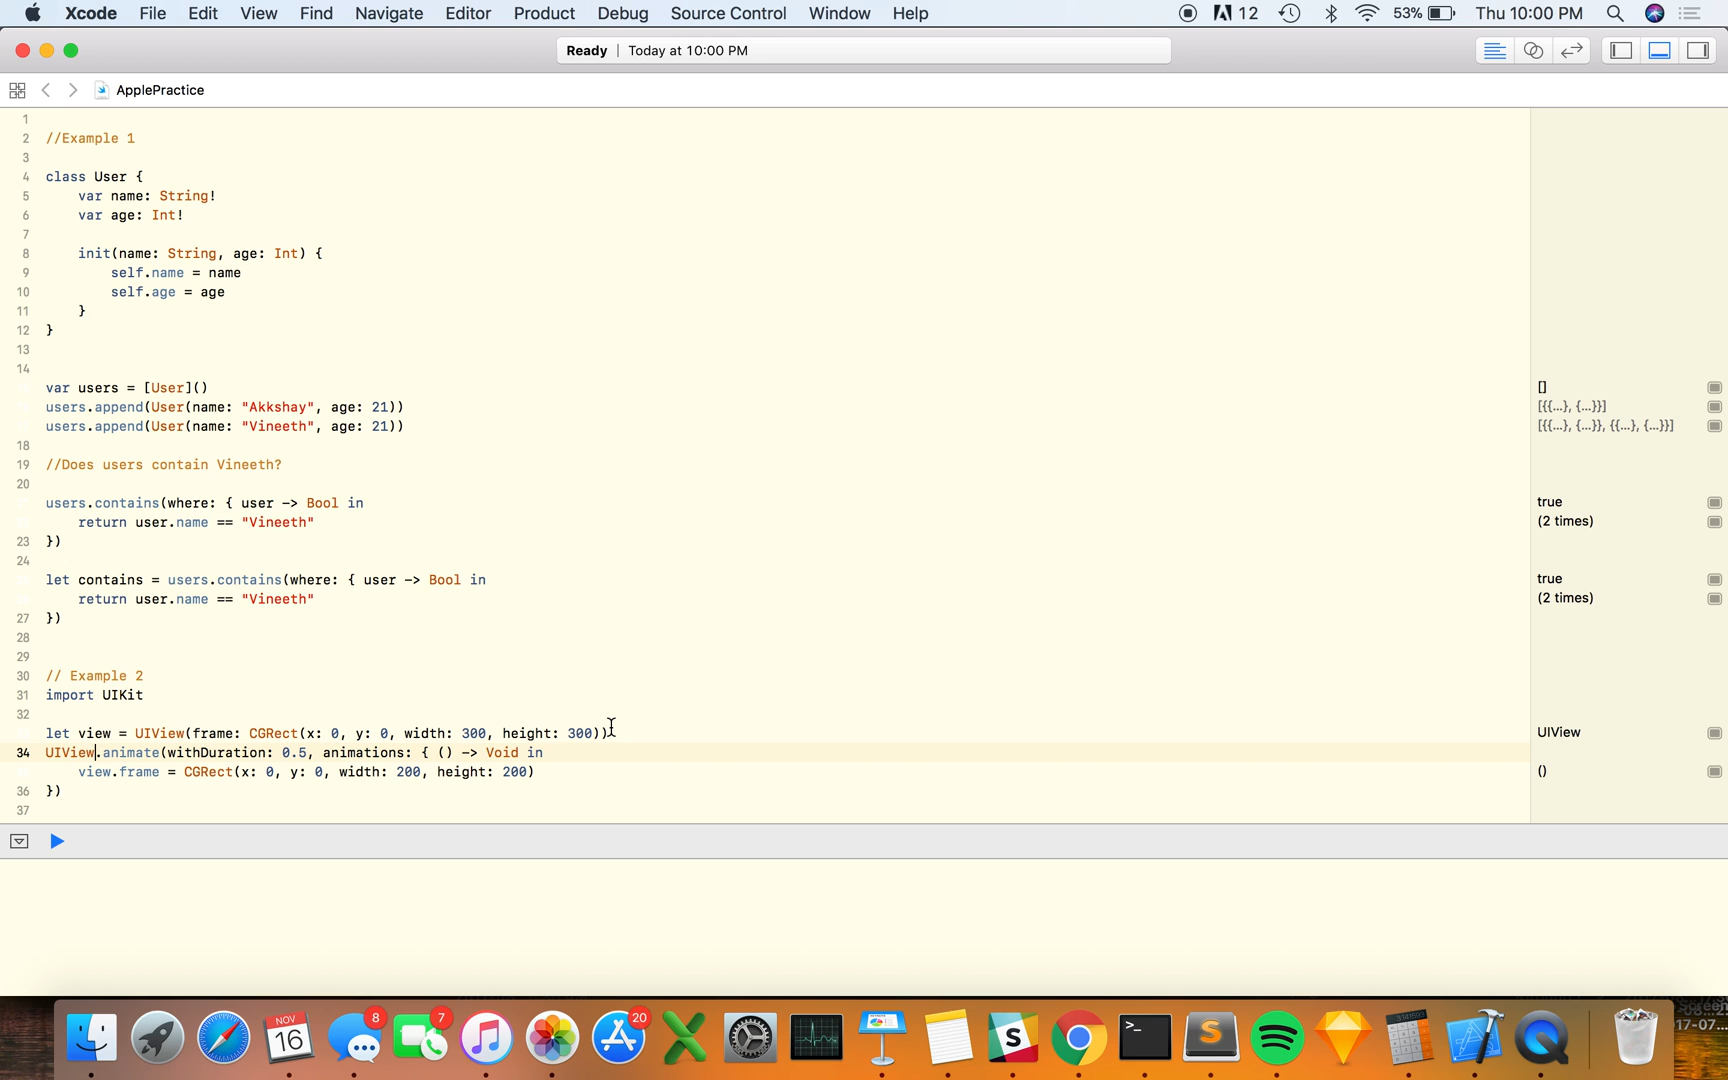 Xcode File Edit View Find Navigate Editor Product Debug Source Control Window Help 12 53% Thu 10:00 PM
Ready | Today at 10:00 PM
ApplePractice
1
2 //Example 1
3
4 class User {
5 var name: String!
6 var age: Int!
7
8 init(name: String, age: Int) {
9 self.name = name
10 self.age = age
11 }
12 }
13
14
var users = [User]() []
users.append(User(name: "Akkshay", age: 21)) [{{…}, {…}}]
users.append(User(name: "Vineeth", age: 21)) [{{…}, {…}}, {{…}, {…}}]
18
19 //Does users contain Vineeth?
20
users.contains(where: { user -> Bool in true
return user.name == "Vineeth" (2 times)
23 })
24
let contains = users.contains(where: { user -> Bool in true
return user.name == "Vineeth" (2 times)
27 })
28
29
30 // Example 2
31 import UIKit
32
let view = UIView(frame: CGRect(x: 0, y: 0, width: 300, height: 300)) UIView
34 UIView.animate(withDuration: 0.5, animations: { () -> Void in
view.frame = CGRect(x: 0, y: 0, width: 200, height: 200) ()
36 })
37
NOV 16 8 7 20
Screen
17-07...